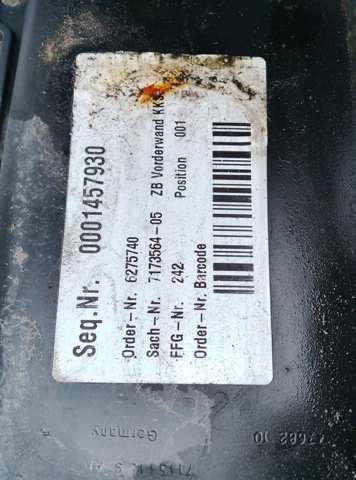 Seq.Nr. 0001457930
Order-Nr. 6275740
Sach-Nr. 7173564-05 ZB Vorderwand KKS
FFG-Nr. 242 Position 001
Order-Nr. Barcode
Germany